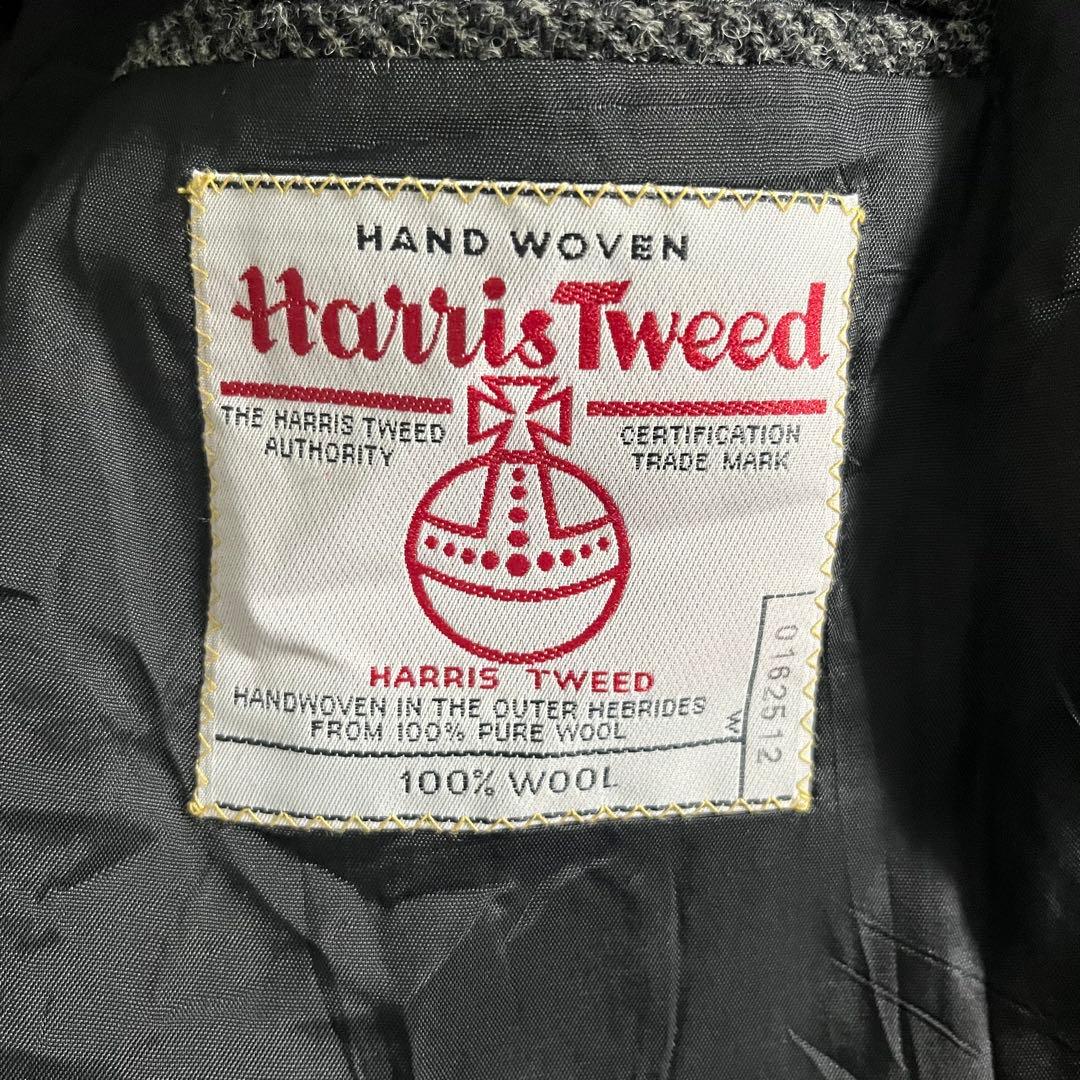 HAND WOVEN
Harris Tweed
THE HARRIS TWEED
AUTHORITY
CERTIFICATION
TRADE MARK
HARRIS TWEED
HANDWOVEN IN THE OUTER HEBRIDES
FROM 100% PURE WOOL
100% WOOL
W
0162512